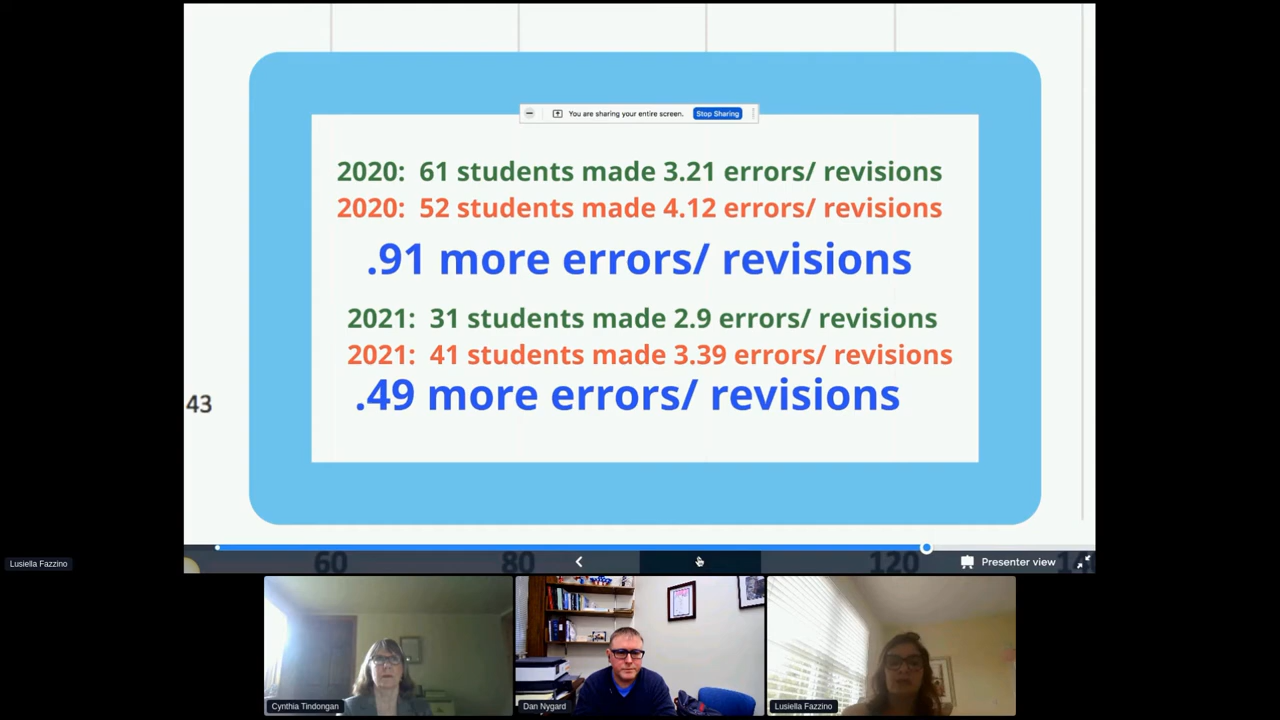 You are sharing your entire screen. Stop Sharing
2020: 61 students made 3.21 errors/ revisions
2020: 52 students made 4.12 errors/ revisions
.91 more errors/ revisions
2021: 31 students made 2.9 errors/ revisions
2021: 41 students made 3.39 errors/ revisions
.49 more errors/ revisions
43
60 80 120
Presenter view
Lusiella Fazzino
Cynthia Tindongan
Dan Nygard
Lusiella Fazzino